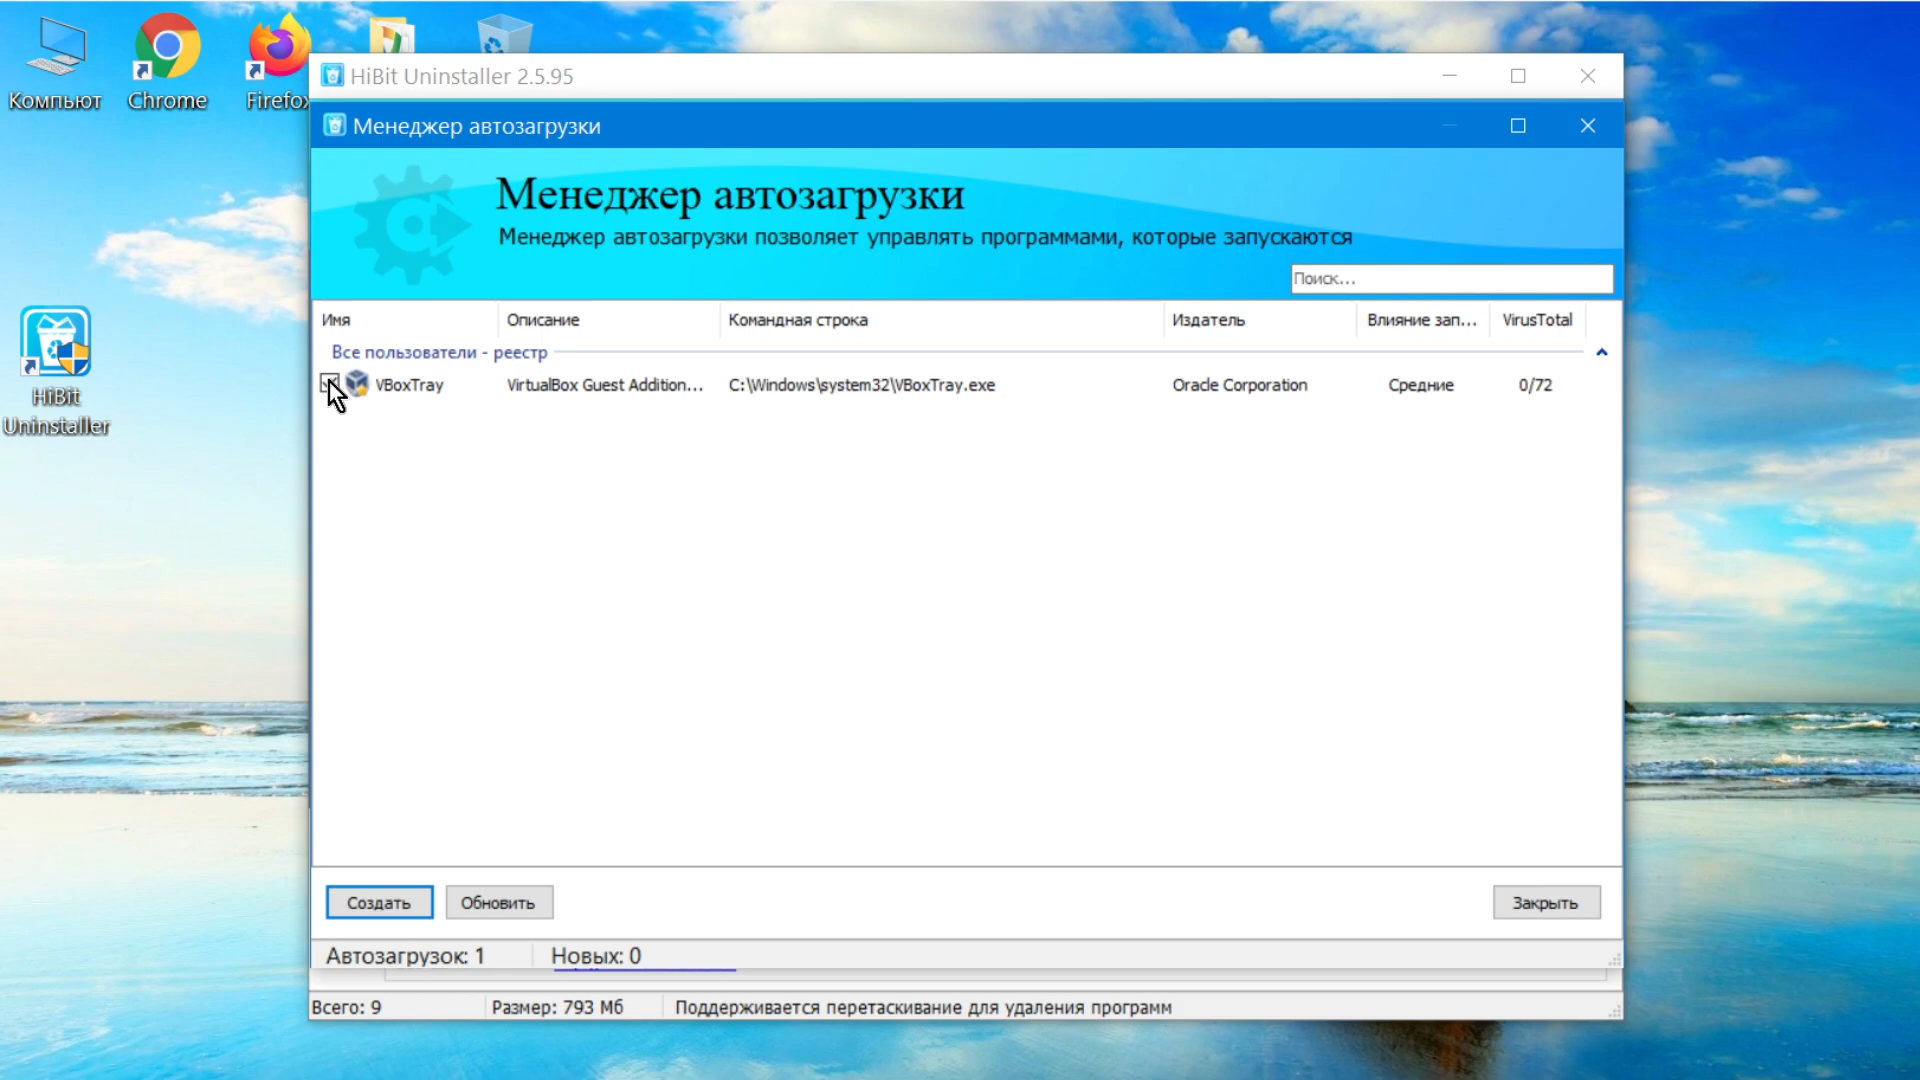 Компьют
Chrome
Firefox
HiBit Uninstaller 2.5.95
Менеджер автозагрузки
Менеджер автозагрузки
Менеджер автозагрузки позволяет управлять программами, которые запускаются
Поиск...
Имя Описание Командная строка Издатель Влияние зап... VirusTotal
Все пользователи - реестр
VBoxTray VirtualBox Guest Addition... C:\Windows\system32\VBoxTray.exe Oracle Corporation Средние 0/72
HiBit
Uninstaller
Создать Обновить Закрыть
Автозагрузок: 1 Новых: 0
Всего: 9 Размер: 793 Мб Поддерживается перетаскивание для удаления программ